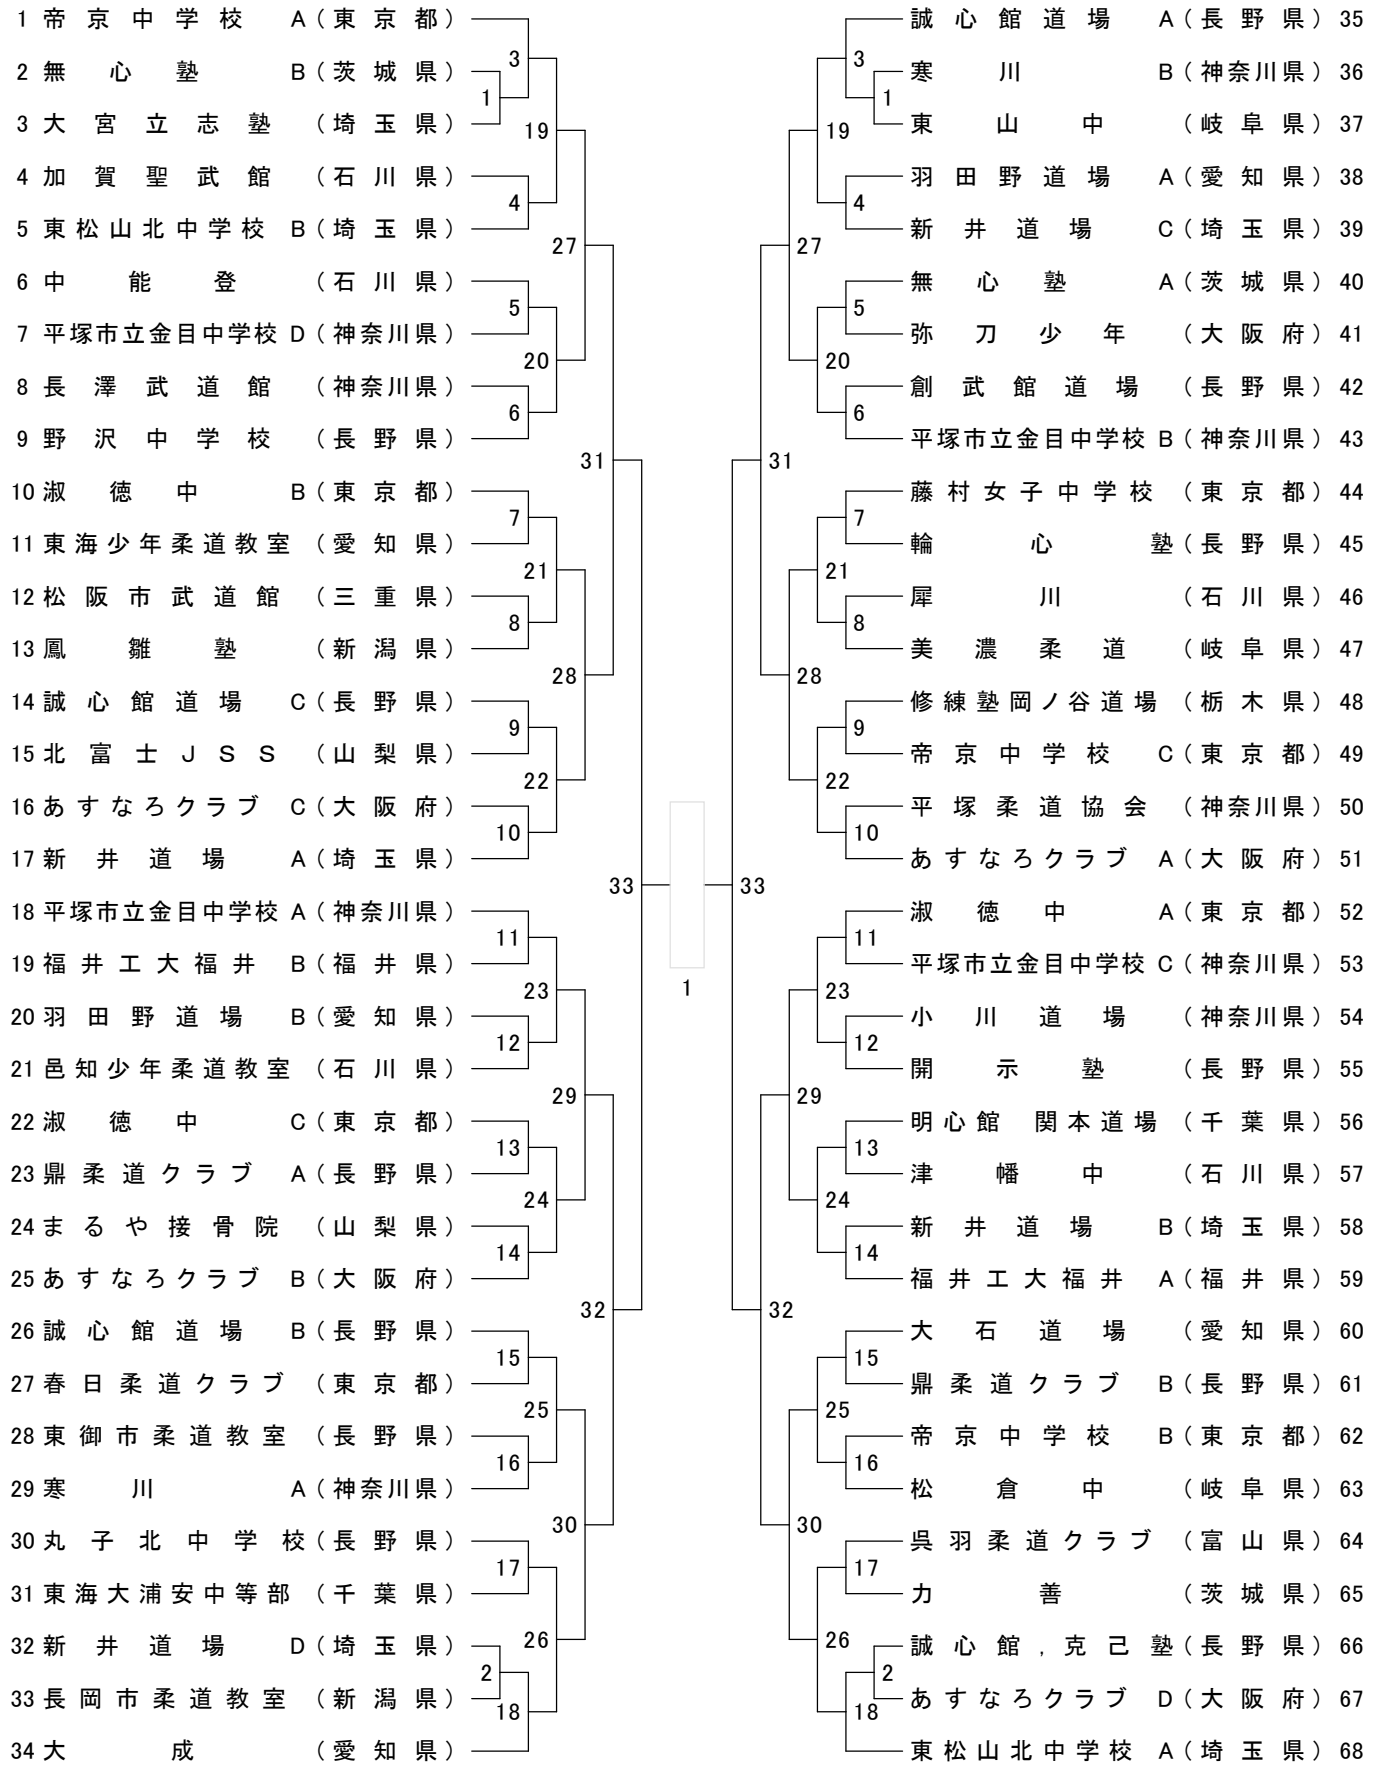 1 帝京中学校 A(東京都)
2 無心塾 B(茨城県)
3 大宮立志塾 (埼玉県)
4 加賀聖武館 (石川県)
5 東松山北中学校 B(埼玉県)
6 中能登 (石川県)
7 平塚市立金目中学校 D(神奈川県)
8 長澤武道館 (神奈川県)
9 野沢中学校 (長野県)
10 淑徳中 B(東京都)
11 東海少年柔道教室 (愛知県)
12 松阪市武道館 (三重県)
13 鳳雛塾 (新潟県)
14 誠心館道場 C(長野県)
15 北富士JSS (山梨県)
16 あすなろクラブ C(大阪府)
17 新井道場 A(埼玉県)
18 平塚市立金目中学校 A(神奈川県)
19 福井工大福井 B(福井県)
20 羽田野道場 B(愛知県)
21 邑知少年柔道教室 (石川県)
22 淑徳中 C(東京都)
23 鼎柔道クラブ A(長野県)
24 まるや接骨院 (山梨県)
25 あすなろクラブ B(大阪府)
26 誠心館道場 B(長野県)
27 春日柔道クラブ (東京都)
28 東御市柔道教室 (長野県)
29 寒川 A(神奈川県)
30 丸子北中学校(長野県)
31 東海大浦安中等部 (千葉県)
32 新井道場 D(埼玉県)
33 長岡市柔道教室 (新潟県)
34 大成 (愛知県)
3
1
19
4
27
5
20
6
31
7
21
8
28
9
22
10
33
11
23
12
29
13
24
14
32
15
25
16
30
17
26
2
18
1
3
1
19
4
27
5
20
6
31
7
21
8
28
9
22
10
33
11
23
12
29
13
24
14
32
15
25
16
30
17
26
2
18
誠心館道場 A(長野県) 35
寒川 B(神奈川県) 36
東山中 (岐阜県) 37
羽田野道場 A(愛知県) 38
新井道場 C(埼玉県) 39
無心塾 A(茨城県) 40
弥刀少年 (大阪府) 41
創武館道場 (長野県) 42
平塚市立金目中学校 B(神奈川県) 43
藤村女子中学校 (東京都) 44
輪心塾(長野県) 45
犀川 (石川県) 46
美濃柔道 (岐阜県) 47
修練塾岡ノ谷道場 (栃木県) 48
帝京中学校 C(東京都) 49
平塚柔道協会 (神奈川県) 50
あすなろクラブ A(大阪府) 51
淑徳中 A(東京都) 52
平塚市立金目中学校 C(神奈川県) 53
小川道場 (神奈川県) 54
開示塾 (長野県) 55
明心館 関本道場 (千葉県) 56
津幡中 (石川県) 57
新井道場 B(埼玉県) 58
福井工大福井 A(福井県) 59
大石道場 (愛知県) 60
鼎柔道クラブ B(長野県) 61
帝京中学校 B(東京都) 62
松倉中 (岐阜県) 63
呉羽柔道クラブ (富山県) 64
力善 (茨城県) 65
誠心館,克己塾(長野県) 66
あすなろクラブ D(大阪府) 67
東松山北中学校 A(埼玉県) 68